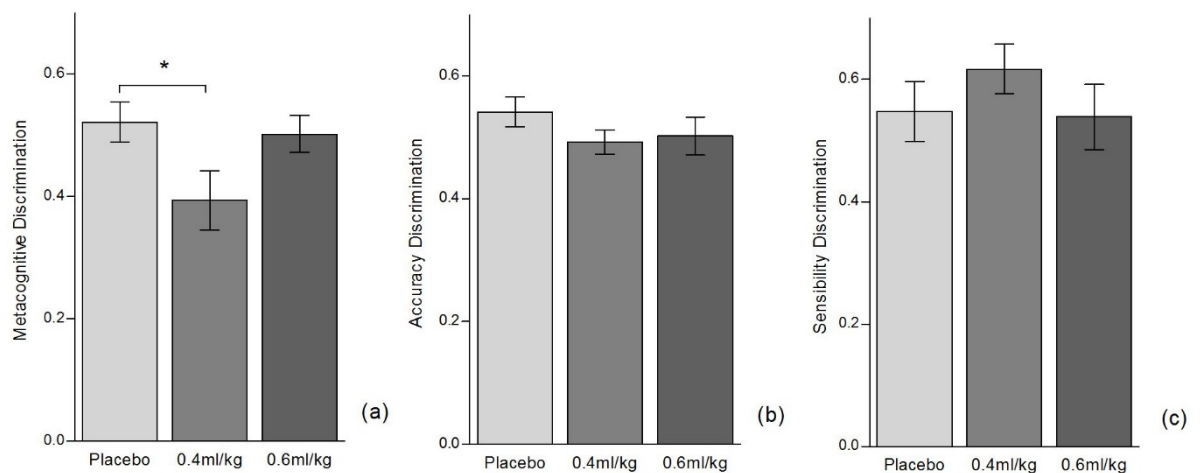 Metacognitive Discrimination
0.6
0.4
0.2
0.0
*
Placebo 0.4ml/kg 0.6ml/kg
(a)
Accuracy Discrimination
0.6
0.4
0.2
0.0
Placebo 0.4ml/kg 0.6ml/kg
(b)
Sensibility Discrimination
0.6
0.4
0.2
0.0
Placebo 0.4ml/kg 0.6ml/kg
(c)